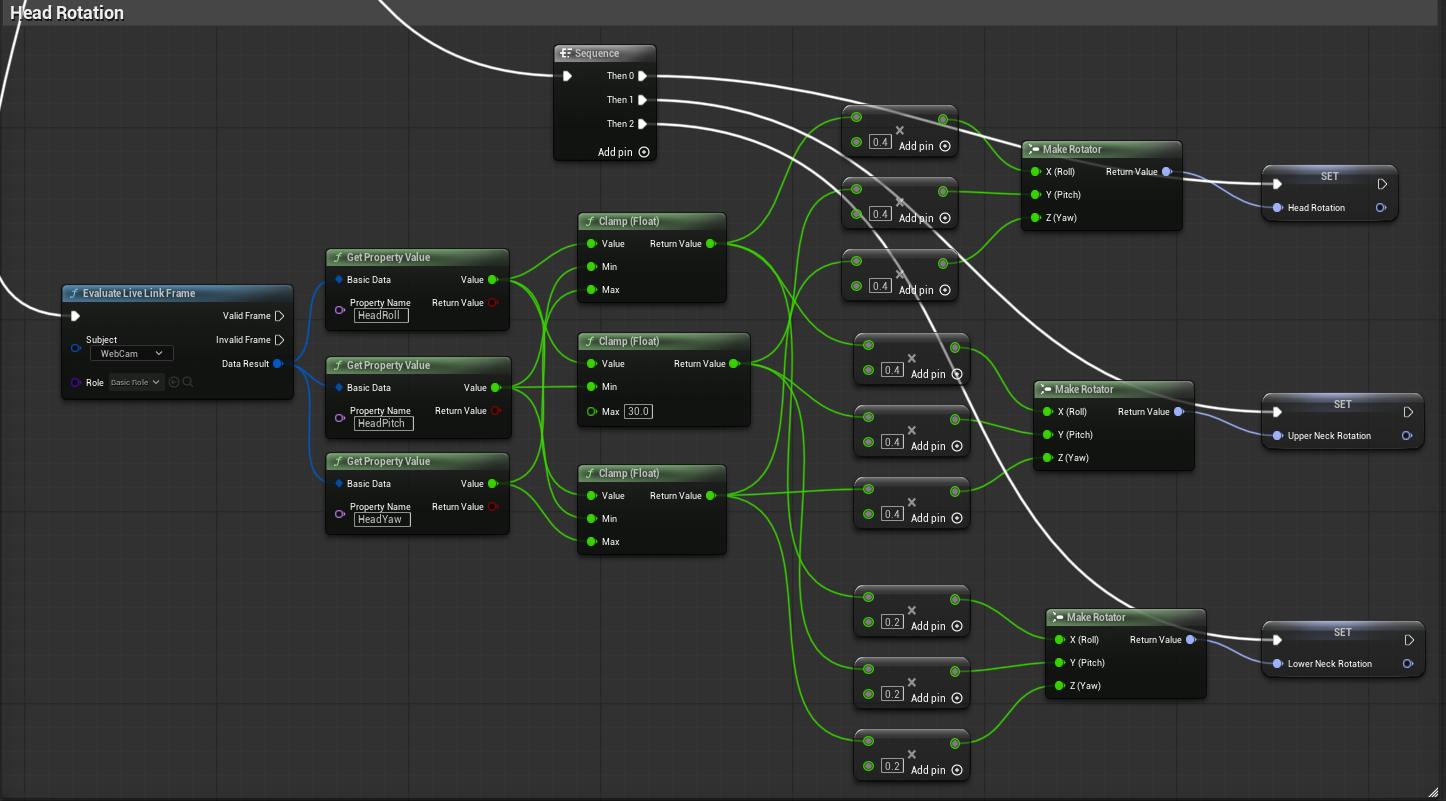 Head Rotation
Sequence
Then 0
Then 1
Then 2
Add pin
Evaluate Live Link Frame
Valid Frame
Subject
WebCam
Invalid Frame
Data Result
Role
Basic Role
Get Property Value
Basic Data
Value
Property Name
Return Value
HeadRoll
Get Property Value
Basic Data
Value
Property Name
Return Value
HeadPitch
Get Property Value
Basic Data
Value
Property Name
Return Value
HeadYaw
Clamp (Float)
Value
Return Value
Min
Max
Clamp (Float)
Value
Return Value
Min
Max
30.0
Clamp (Float)
Value
Return Value
Min
Max
0.4
Add pin
0.4
Add pin
0.4
Add pin
Make Rotator
X (Roll)
Return Value
Y (Pitch)
Z (Yaw)
SET
Head Rotation
0.4
Add pin
0.4
Add pin
0.4
Add pin
Make Rotator
X (Roll)
Return Value
Y (Pitch)
Z (Yaw)
SET
Upper Neck Rotation
0.2
Add pin
0.2
Add pin
0.2
Add pin
Make Rotator
X (Roll)
Return Value
Y (Pitch)
Z (Yaw)
SET
Lower Neck Rotation